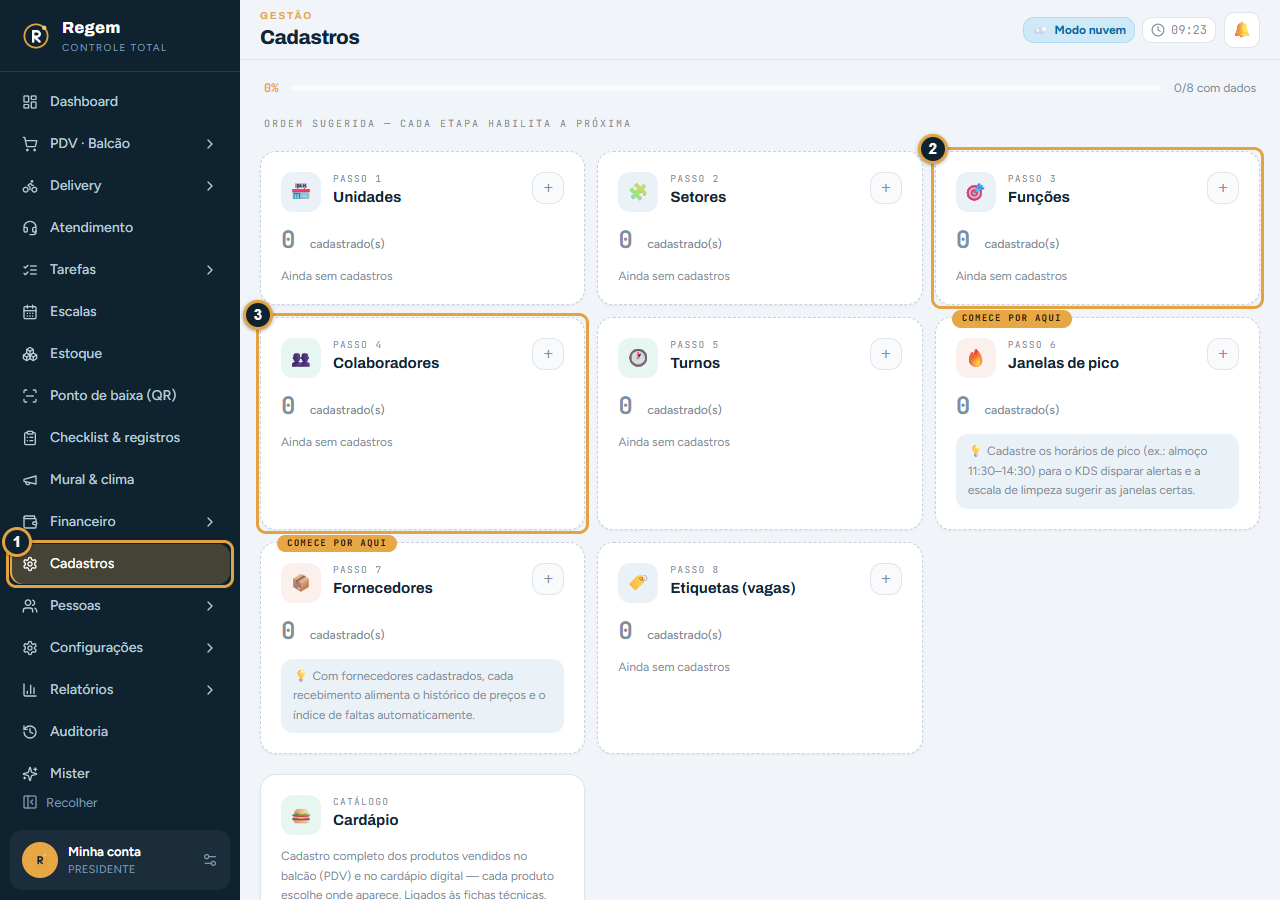 Regem
CONTROLE TOTAL
Dashboard
PDV · Balcão
Delivery
Atendimento
Tarefas
Escalas
Estoque
Ponto de baixa (QR)
Checklist & registros
Mural & clima
Financeiro
1
Cadastros
Pessoas
Configurações
Relatórios
Auditoria
Mister
Recolher
R
Minha conta
PRESIDENTE
GESTÃO
Cadastros
Modo nuvem
09:23
0%
0/8 com dados
ORDEM SUGERIDA — CADA ETAPA HABILITA A PRÓXIMA
PASSO 1
Unidades
+
0 cadastrado(s)
Ainda sem cadastros
PASSO 2
Setores
+
0 cadastrado(s)
Ainda sem cadastros
2
PASSO 3
Funções
+
0 cadastrado(s)
Ainda sem cadastros
3
PASSO 4
Colaboradores
+
0 cadastrado(s)
Ainda sem cadastros
PASSO 5
Turnos
+
0 cadastrado(s)
Ainda sem cadastros
COMECE POR AQUI
PASSO 6
Janelas de pico
+
0 cadastrado(s)
Cadastre os horários de pico (ex.: almoço
11:30–14:30) para o KDS disparar alertas e a
escala de limpeza sugerir as janelas certas.
COMECE POR AQUI
PASSO 7
Fornecedores
+
0 cadastrado(s)
Com fornecedores cadastrados, cada
recebimento alimenta o histórico de preços e o
índice de faltas automaticamente.
PASSO 8
Etiquetas (vagas)
+
0 cadastrado(s)
Ainda sem cadastros
CATÁLOGO
Cardápio
Cadastro completo dos produtos vendidos no
balcão (PDV) e no cardápio digital — cada produto
escolhe onde aparece. Ligados às fichas técnicas.